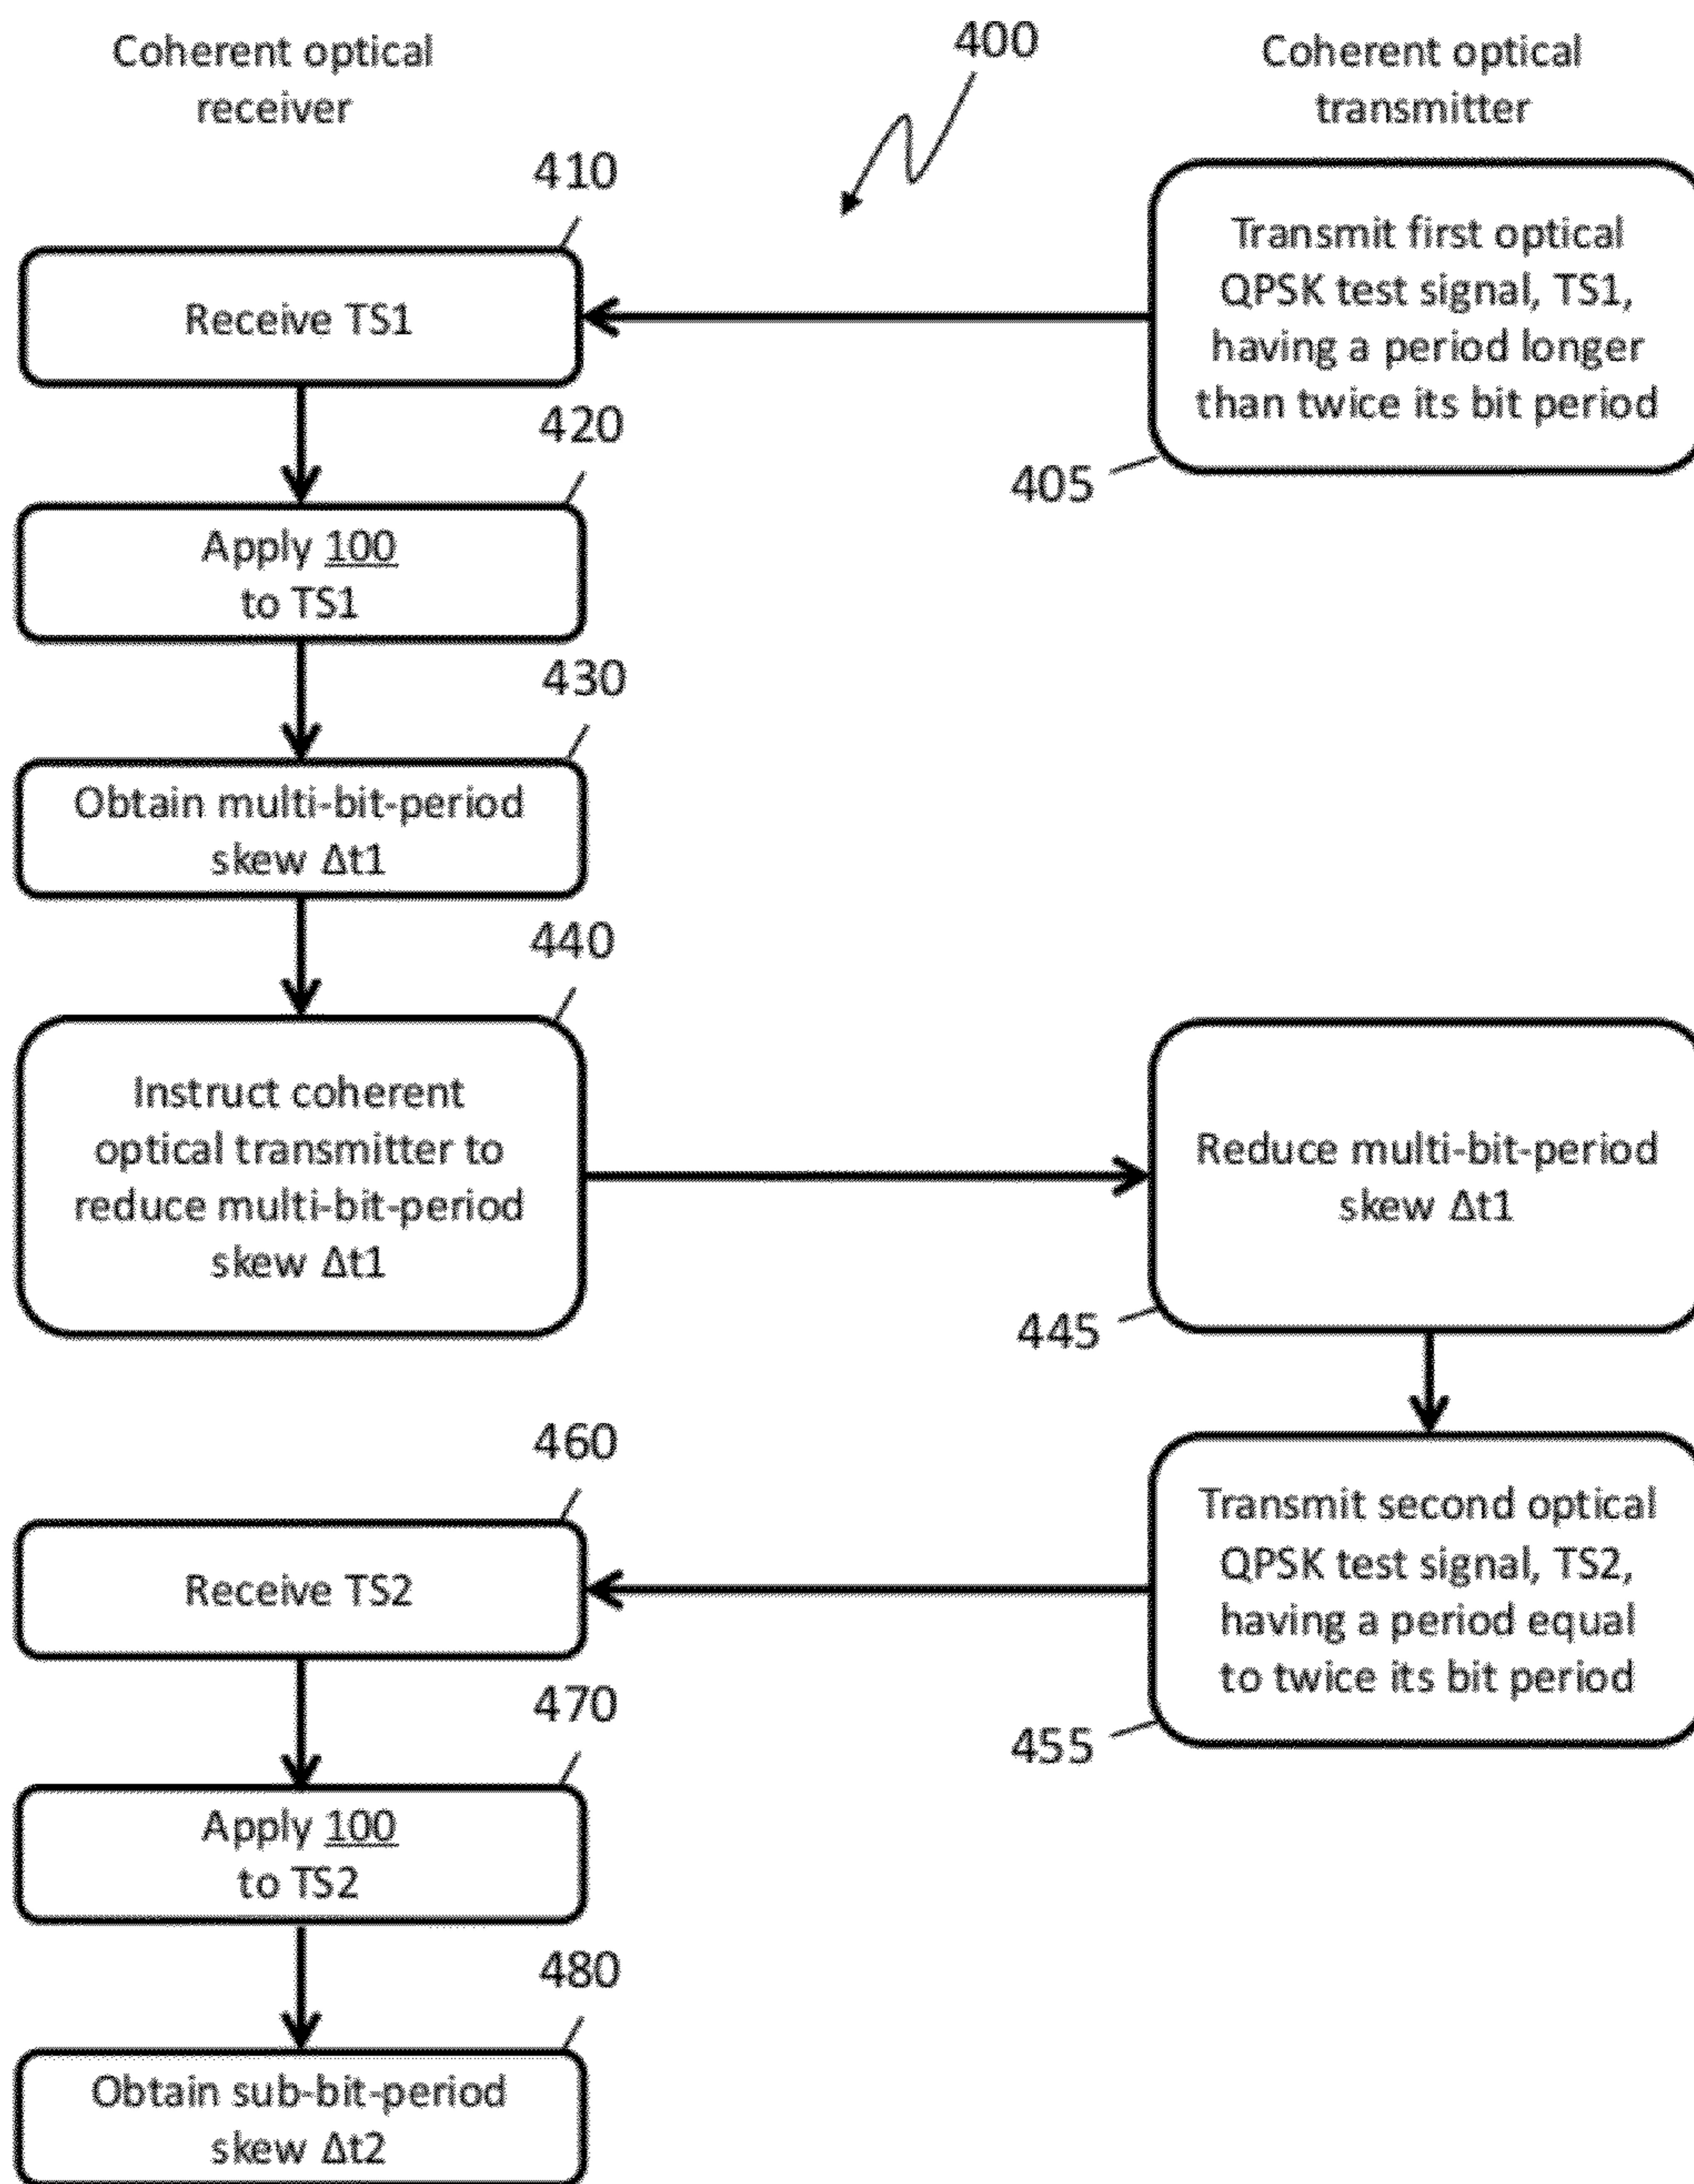 Coherent optical
receiver
400
Coherent optical
transmitter
410
Receive TS1
Transmit first optical
QPSK test signal, TS1,
having a period longer
than twice its bit period
405
420
Apply 100
to TS1
430
Obtain multi-bit-period
skew Δt1
440
Instruct coherent
optical transmitter to
reduce multi-bit-period
skew Δt1
Reduce multi-bit-period
skew Δt1
445
460
Receive TS2
Transmit second optical
QPSK test signal, TS2,
having a period equal
to twice its bit period
455
470
Apply 100
to TS2
480
Obtain sub-bit-period
skew Δt2